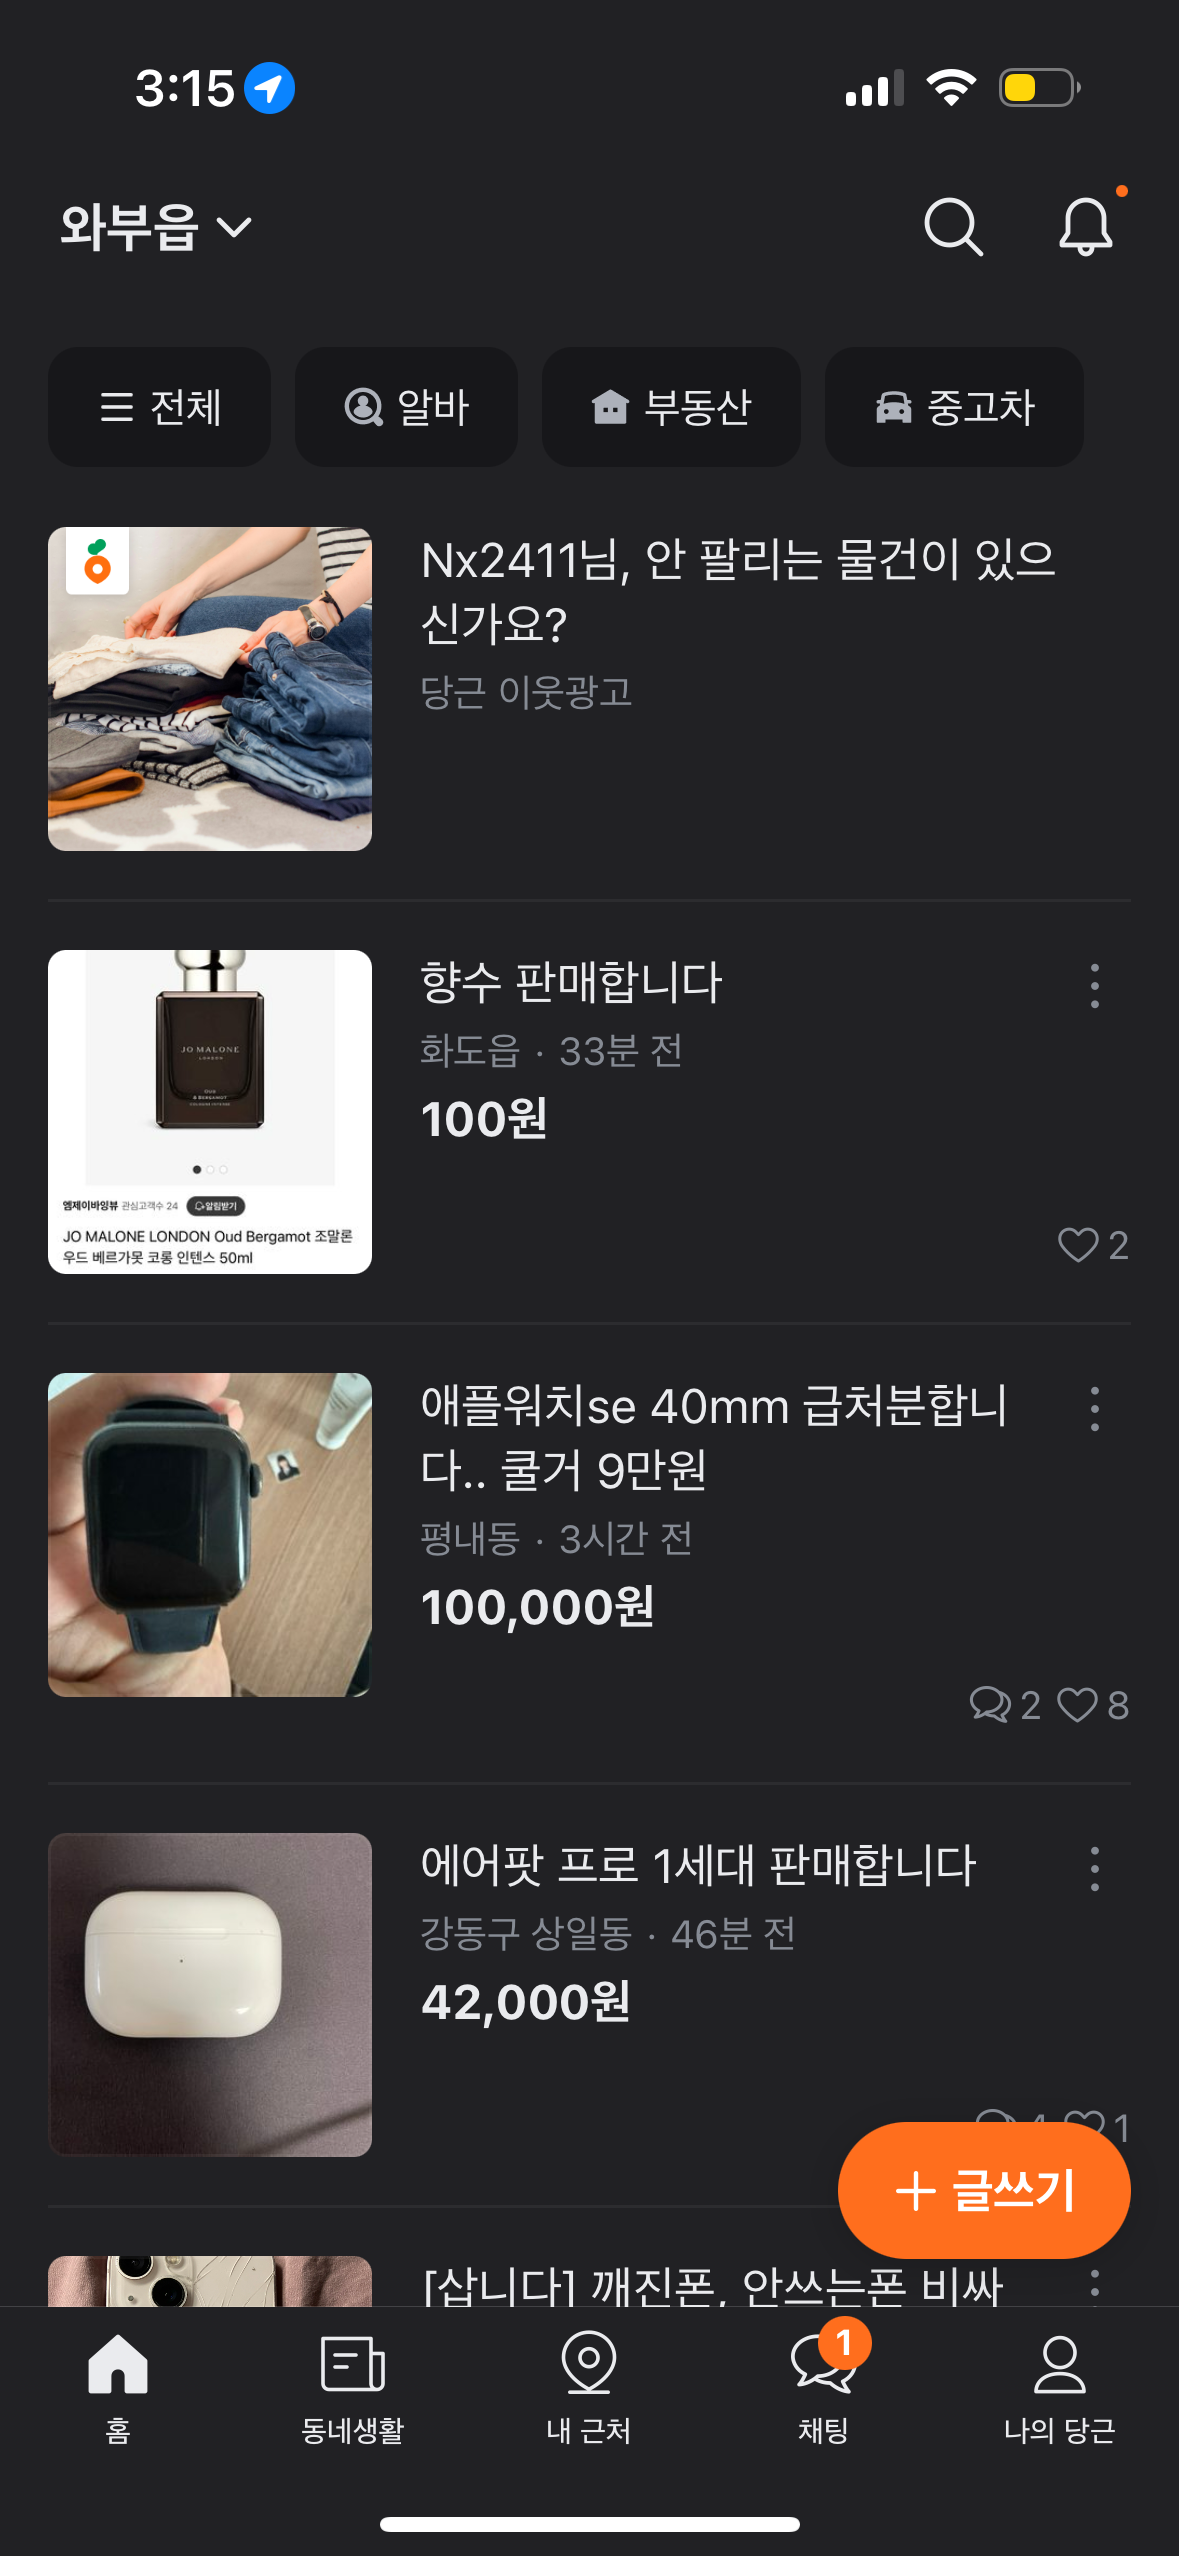 3:15
와부읍
전체
알바
부동산
중고차
Nx2411님, 안 팔리는 물건이 있으
신가요?
당근 이웃광고
JO MALONE
LONDON
OUD
& BERGAMOT
COLOGNE INTENSE
엠제이바잉뷰 관심고객수 24 알림받기
JO MALONE LONDON Oud Bergamot 조말론
우드 베르가못 코롱 인텐스 50ml
향수 판매합니다
화도읍 · 33분 전
100원
2
애플워치se 40mm 급처분합니
다.. 쿨거 9만원
평내동 · 3시간 전
100,000원
2 8
에어팟 프로 1세대 판매합니다
강동구 상일동 · 46분 전
42,000원
4 1
+ 글쓰기
[삽니다] 깨진폰, 안쓰는폰 비싸
1
홈
동네생활
내 근처
채팅
나의 당근